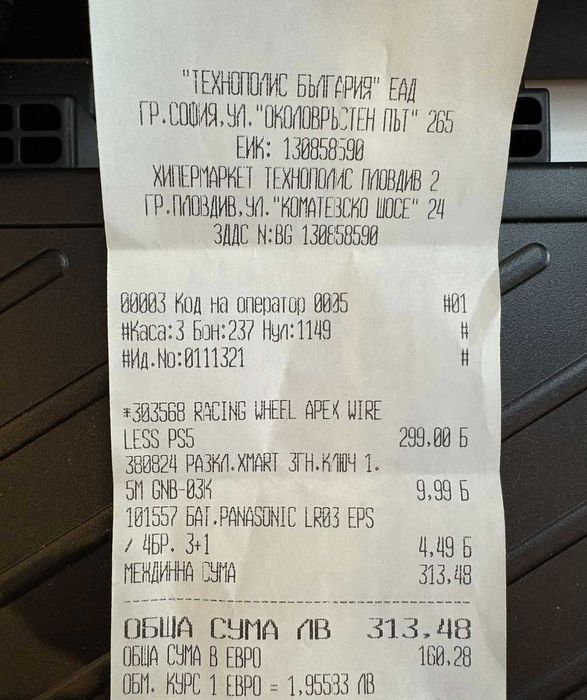 "ТЕХНОПОЛИС БЪЛГАРИЯ" ЕАД
ГР.СОФИЯ,УЛ."ОКОЛОВРЪСТЕН ПЪТ" 265
ЕИК: 130858590
ХИПЕРМАРКЕТ ТЕХНОПОЛИС ПЛОВДИВ 2
ГР.ПЛОВДИВ,УЛ."КОМАТЕВСКО ШОСЕ" 24
ЗДДС N:BG 130858590
00003 Код на оператор 0005 #01
#Каса:3 Бон:237 Нул:1149 #
#Ид.No:0111321 #
*303568 RACING WHEEL APEX WIRE
LESS PS5 299,00 Б
380824 РАЗКЛ.XMART 3ГН.КЛЮЧ 1.
5M GNB-03K 9,99 Б
101557 БАТ.PANASONIC LR03 EPS
/ 4БР. 3+1 4,49 Б
МЕЖДИННА СУМА 313,48
ОБЩА СУМА ЛВ 313,48
ОБЩА СУМА В ЕВРО 160,28
ОБМ. КУРС 1 ЕВРО = 1,95583 ЛВ